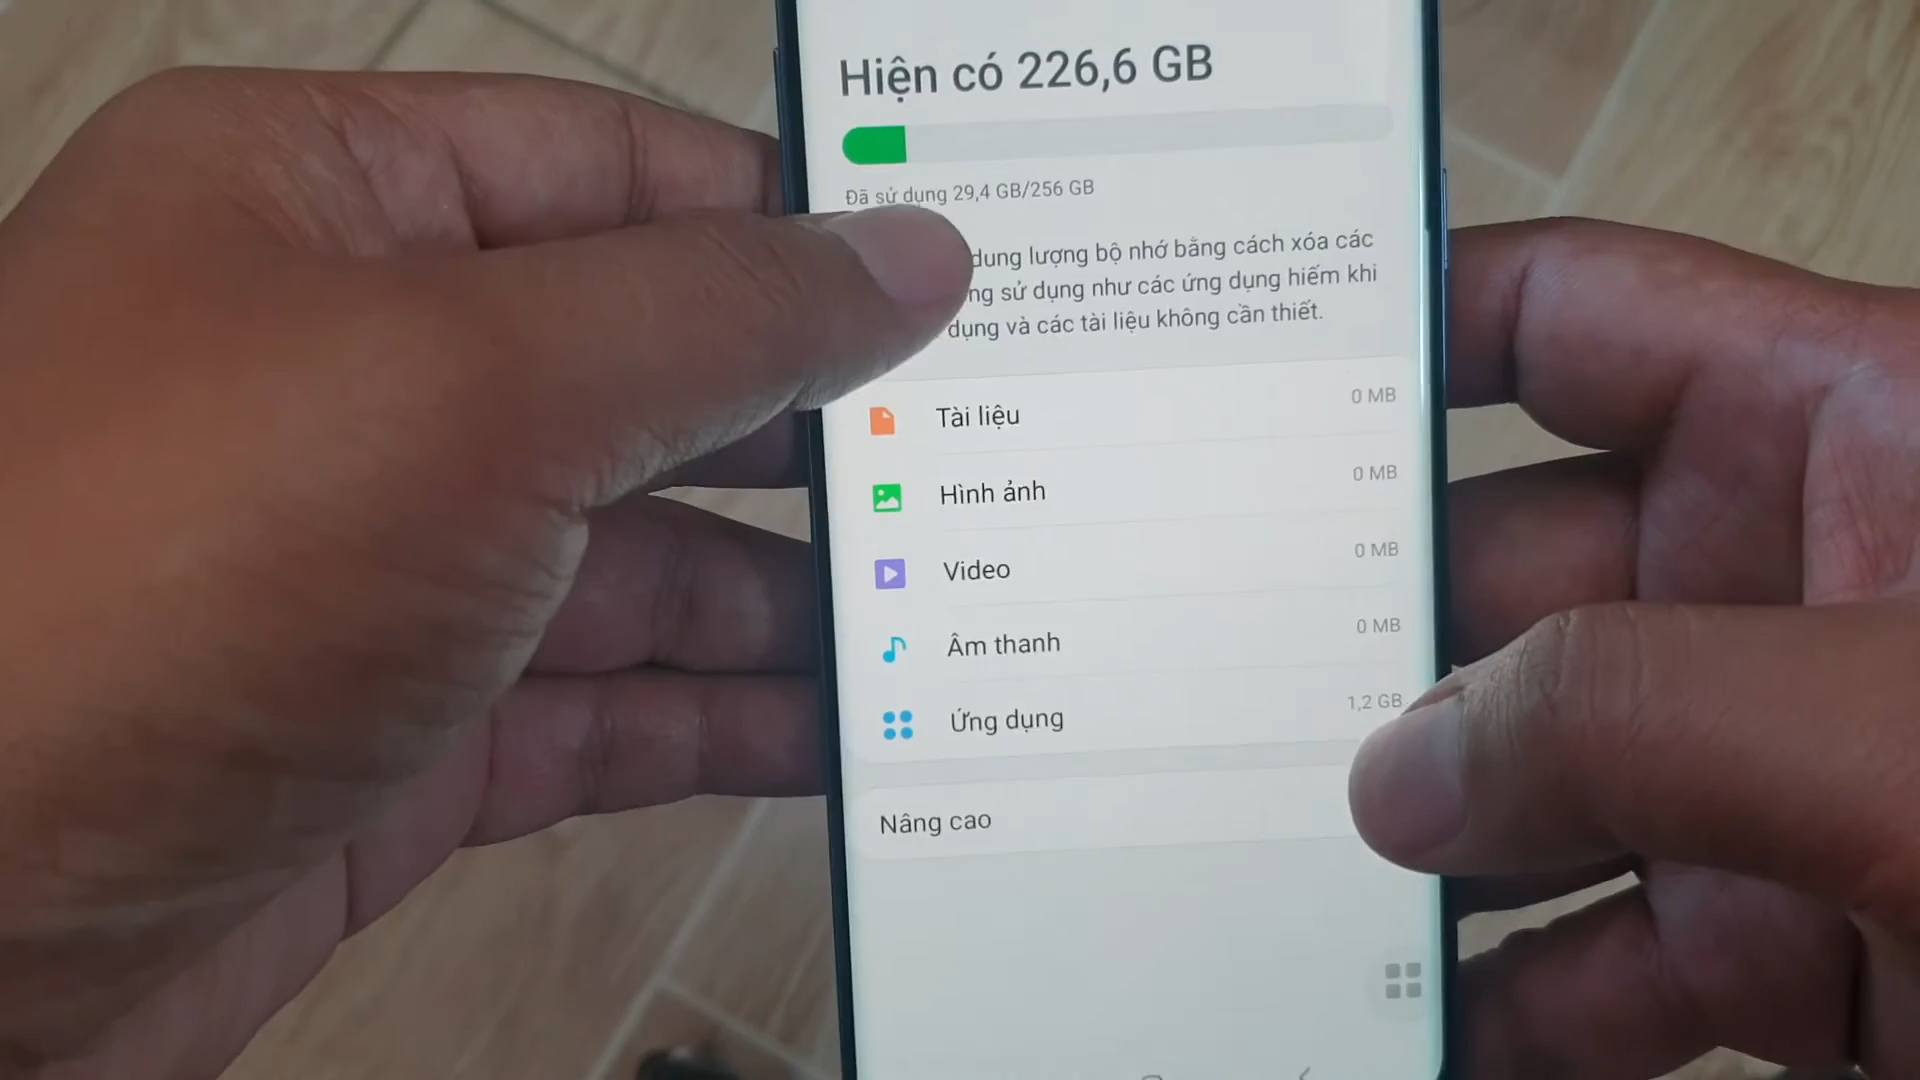 Hiện có 226,6 GB
Đã sử dụng 29,4 GB/256 GB
dung lượng bộ nhớ bằng cách xóa các
sử dụng như các ứng dụng hiếm khi
dụng và các tài liệu không cần thiết.
Tài liệu 0 MB
Hình ảnh 0 MB
Video 0 MB
Âm thanh 0 MB
Ứng dụng 1,2 GB
Nâng cao